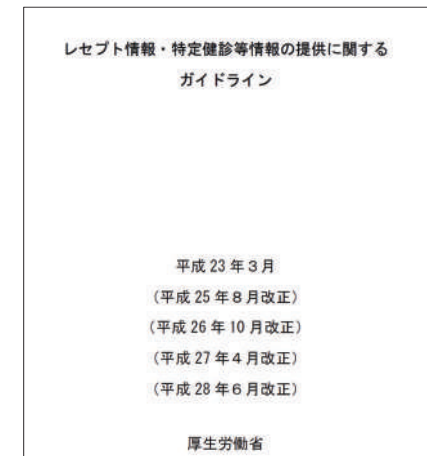 レセプト情報・特定健診等情報の提供に関する
ガイドライン
平成 23 年 3 月
（平成 25 年 8 月改正）
（平成 26 年 10 月改正）
（平成 27 年 4 月改正）
（平成 28 年 6 月改正）
厚生労働省